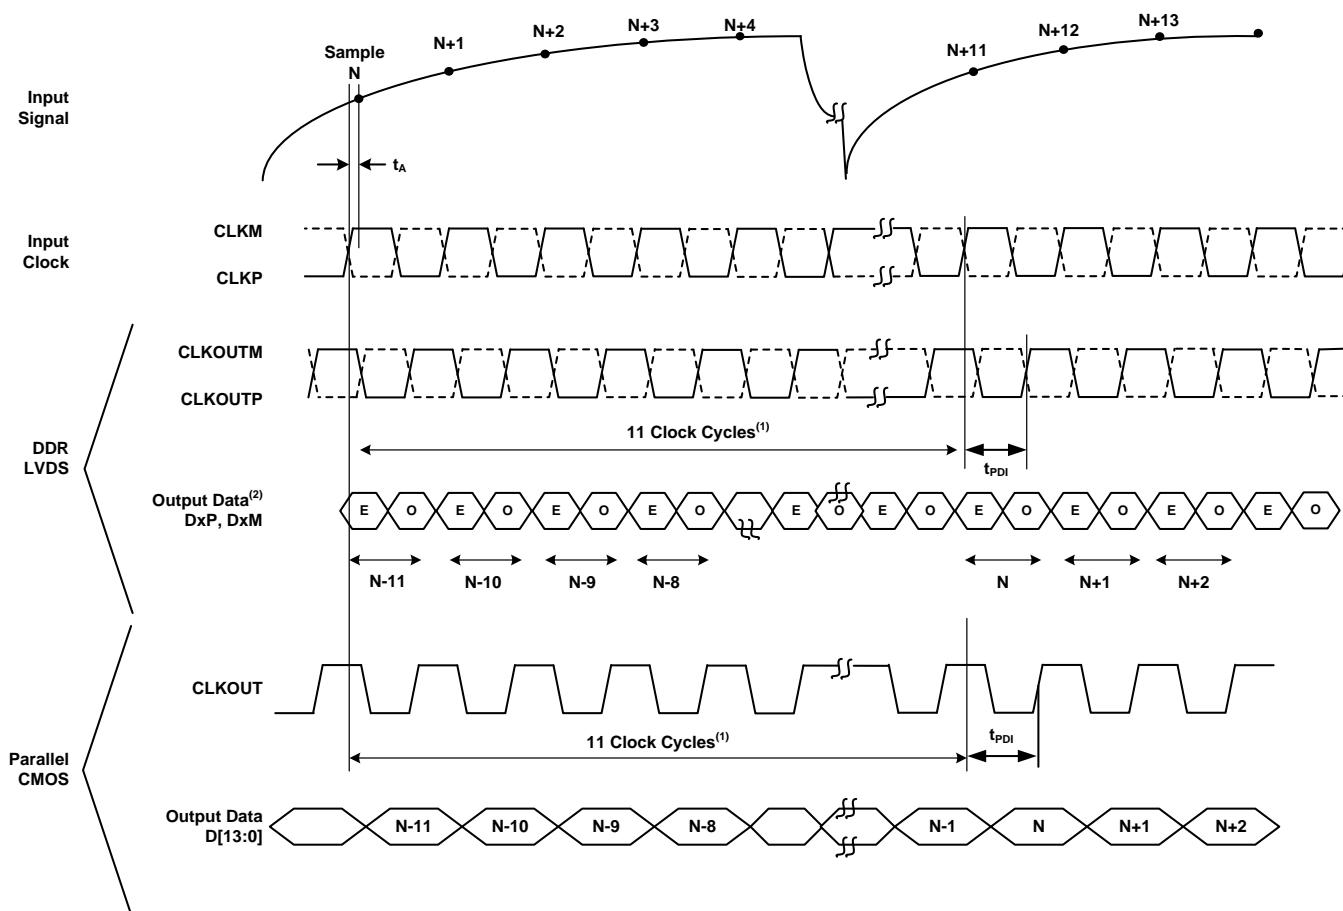 N+1
N+2
N+3
N+4
N+11
N+12
N+13
Sample
N
Input
Signal
tA
Input
Clock
CLKM
CLKP
CLKOUTM
CLKOUTP
11 Clock Cycles(1)
tPDI
DDR
LVDS
Output Data(2)
DxP, DxM
E O E O E O E O E O E O E O E O E O E O
N-11
N-10
N-9
N-8
N
N+1
N+2
CLKOUT
11 Clock Cycles(1)
tPDI
Parallel
CMOS
Output Data
D[13:0]
N-11
N-10
N-9
N-8
N-1
N
N+1
N+2